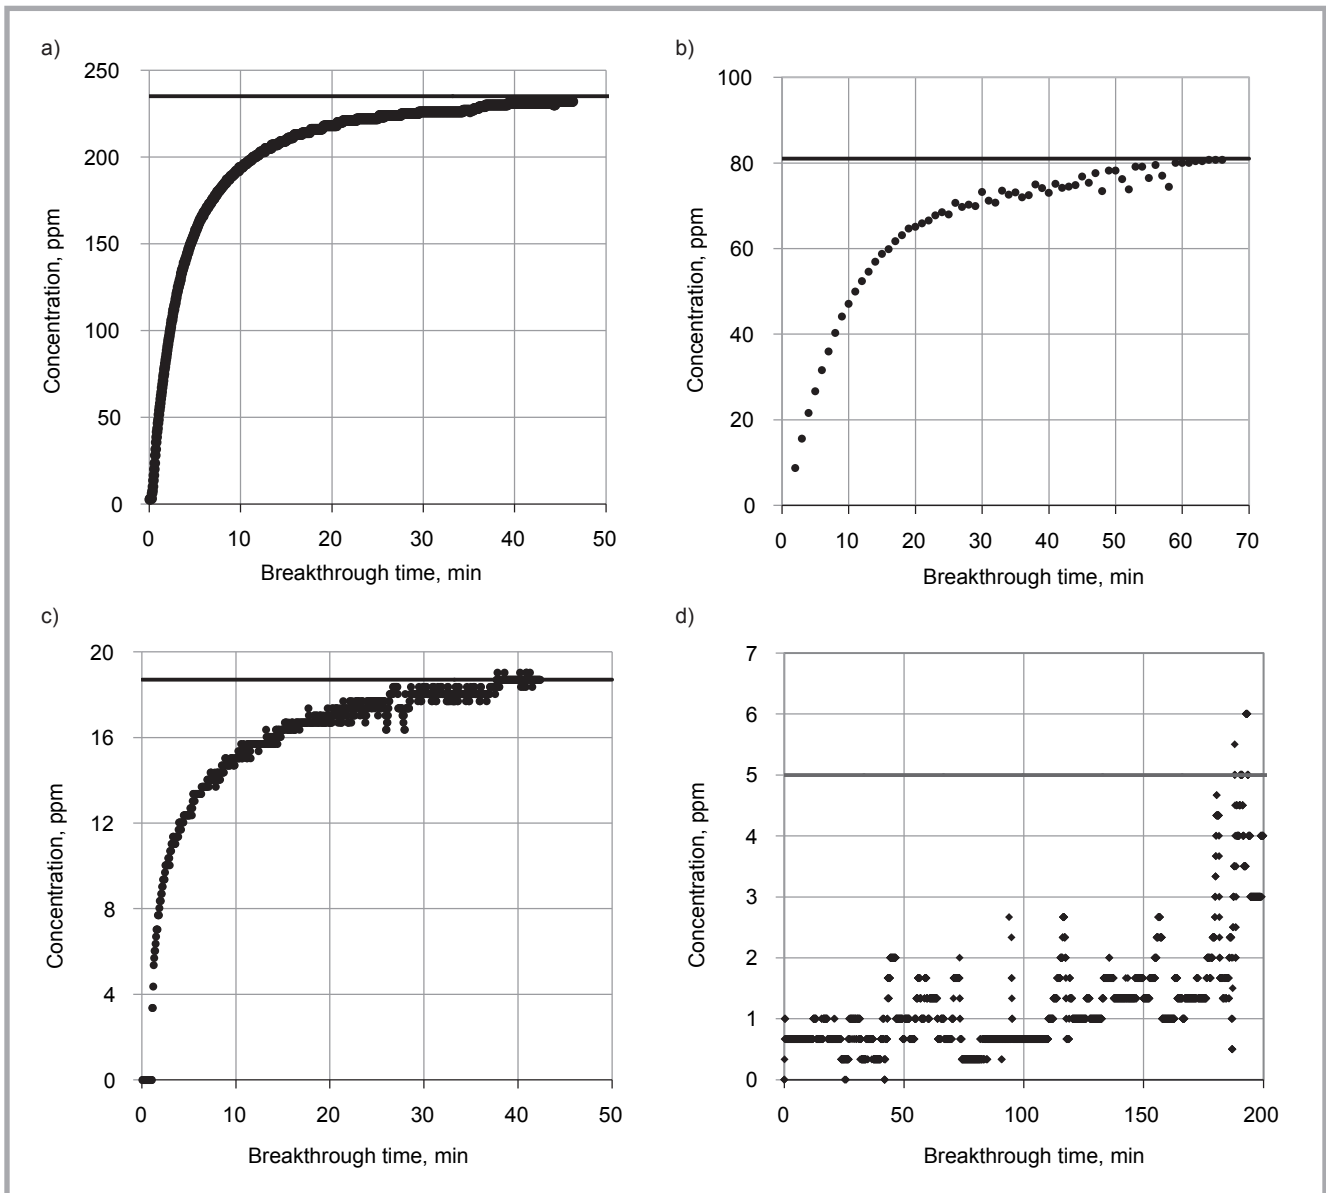 a)
250
200
150
100
50
0
Concentration, ppm
0 10 20 30 40 50
Breakthrough time, min
b)
100
80
60
40
20
0
Concentration, ppm
0 10 20 30 40 50 60 70
Breakthrough time, min
c)
20
16
12
8
4
0
Concentration, ppm
0 10 20 30 40 50
Breakthrough time, min
d)
7
6
5
4
3
2
1
0
Concentration, ppm
0 50 100 150 200
Breakthrough time, min